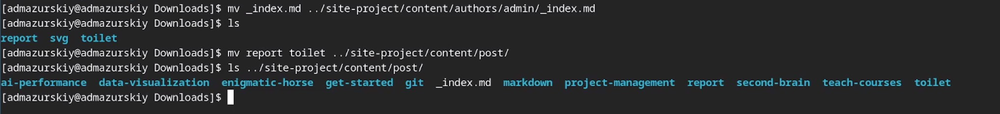 [admazurskiy@admazurskiy Downloads]$ mv _index.md ../site-project/content/authors/admin/_index.md
[admazurskiy@admazurskiy Downloads]$ ls
report  svg  toilet
[admazurskiy@admazurskiy Downloads]$ mv report toilet ../site-project/content/post/
[admazurskiy@admazurskiy Downloads]$ ls ../site-project/content/post/
ai-performance  data-visualization  enigmatic-horse  get-started  git  _index.md  markdown  project-management  report  second-brain  teach-courses  toilet
[admazurskiy@admazurskiy Downloads]$